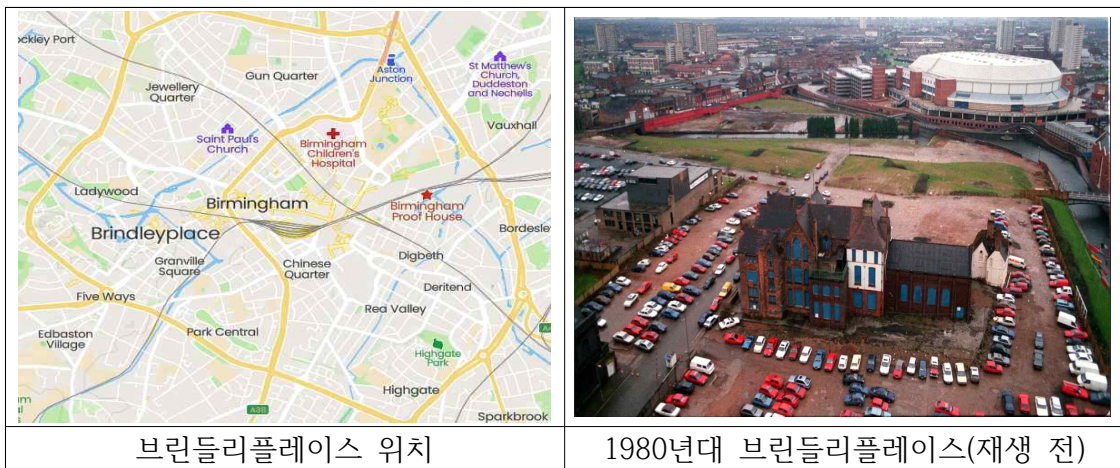 ockley Port
Gun Quarter
Aston
Junction
St Matthew's
Church,
Duddeston
and Nechells
Jewellery
Quarter
Vauxhall
Saint Paul's
Church
Birmingham
Children's
Hospital
Ladywood
Birmingham
Birmingham
Proof House
Bordesley
Brindleyplace
Granville
Square
Chinese
Quarter
Digbeth
Deritend
Five Ways
Rea Valley
Edbaston
Village
Park Central
Highgate
Park
Highgate
A38
Sparkbrook
브린들리플레이스 위치
1980년대 브린들리플레이스(재생 전)